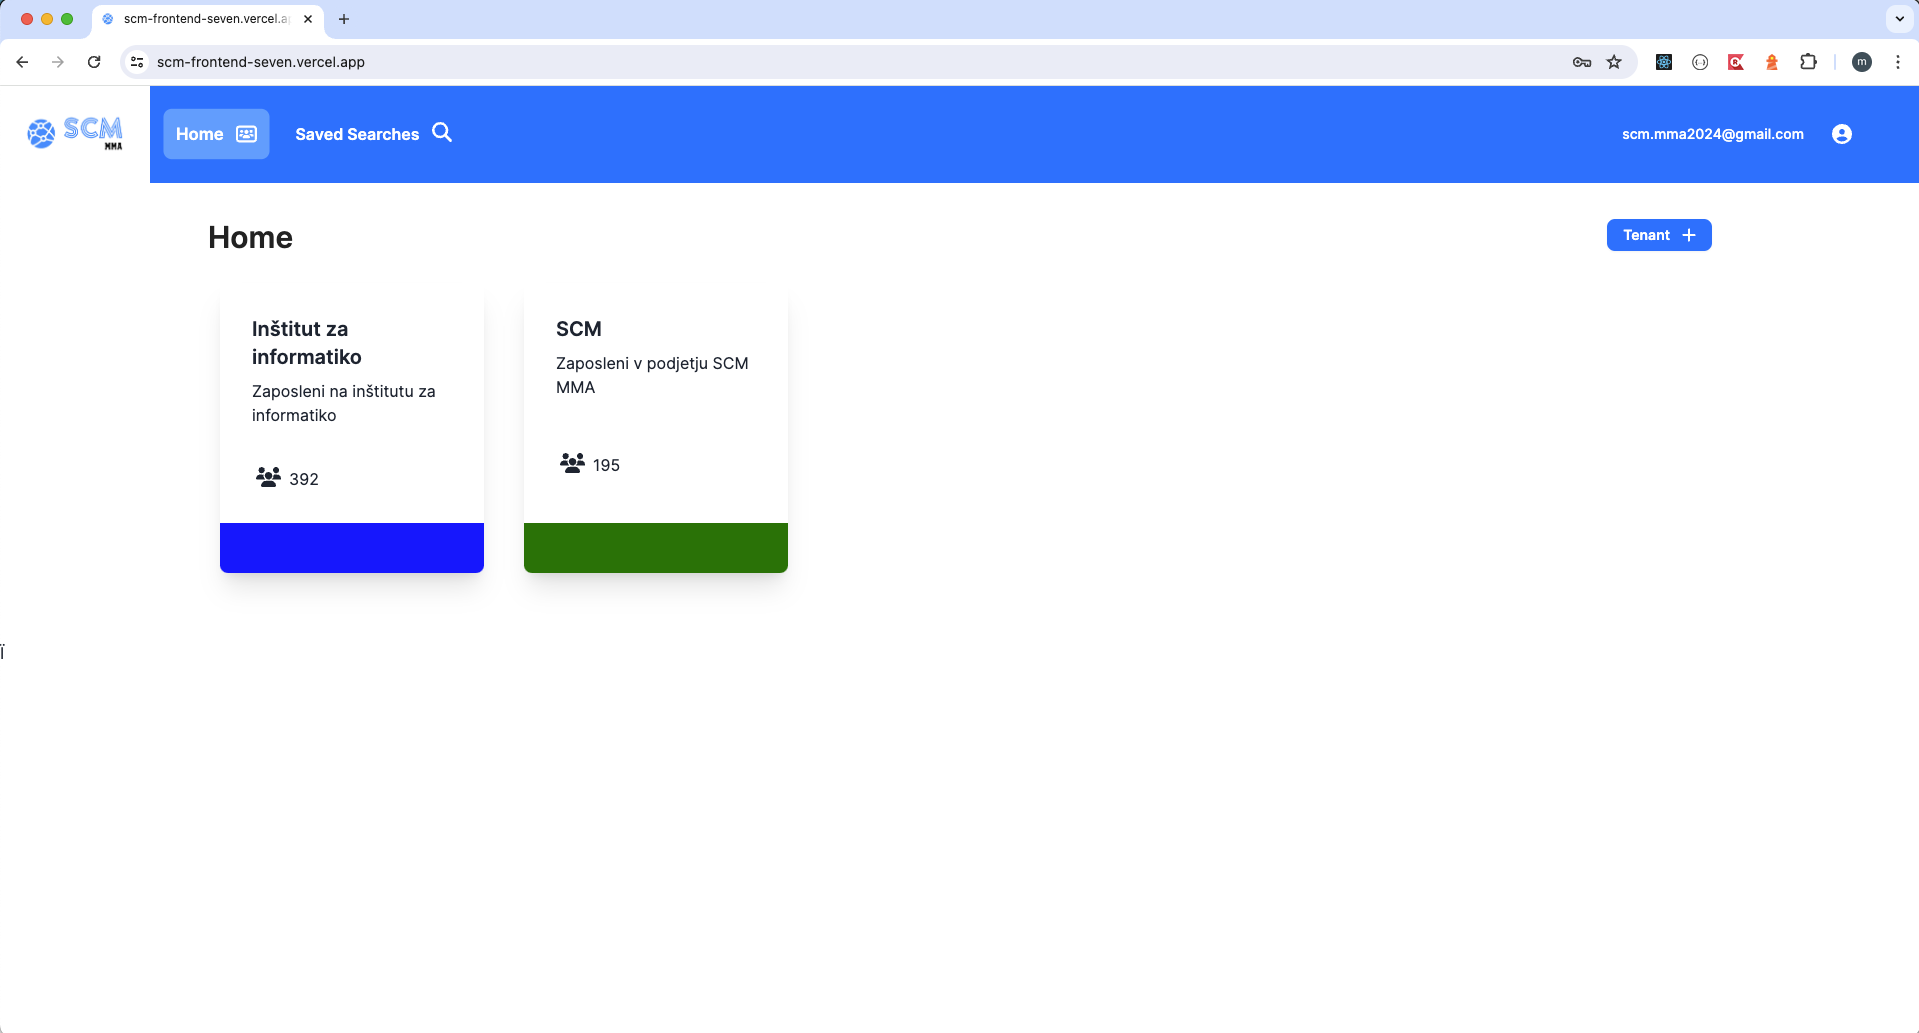 scm-frontend-seven.vercel.a
scm-frontend-seven.vercel.app
m
SCM
MMA
Home
Saved Searches
scm.mma2024@gmail.com
Home
Tenant +
Inštitut za
informatiko
Zaposleni na inštitutu za
informatiko
392
SCM
Zaposleni v podjetju SCM
MMA
195